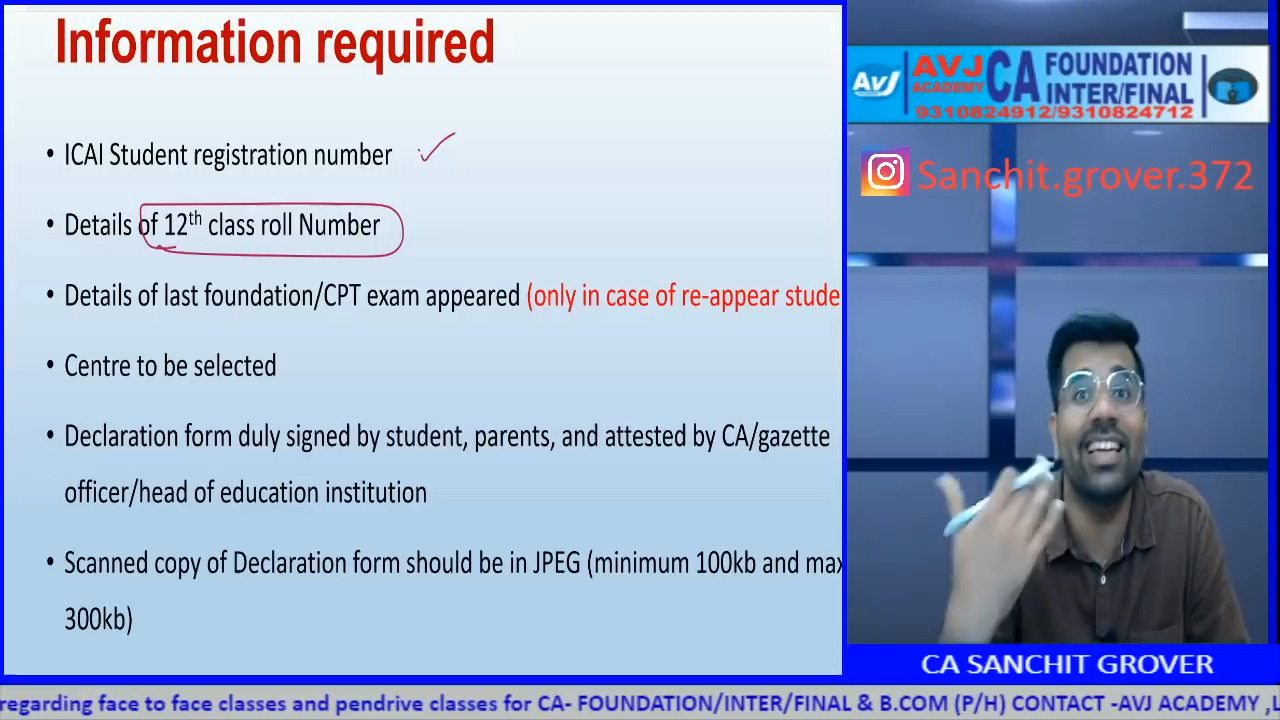 Information required
• ICAI Student registration number
• Details of 12th class roll Number
• Details of last foundation/CPT exam appeared (only in case of re-appear stude
• Centre to be selected
• Declaration form duly signed by student, parents, and attested by CA/gazette
officer/head of education institution
• Scanned copy of Declaration form should be in JPEG (minimum 100kb and max
300kb)
AVJ
AVJ
ACADEMY
CA
FOUNDATION
INTER/FINAL
9310824912/9310824712
Sanchit.grover.372
CA SANCHIT GROVER
regarding face to face classes and pendrive classes for CA- FOUNDATION/INTER/FINAL & B.COM (P/H) CONTACT -AVJ ACADEMY ,L